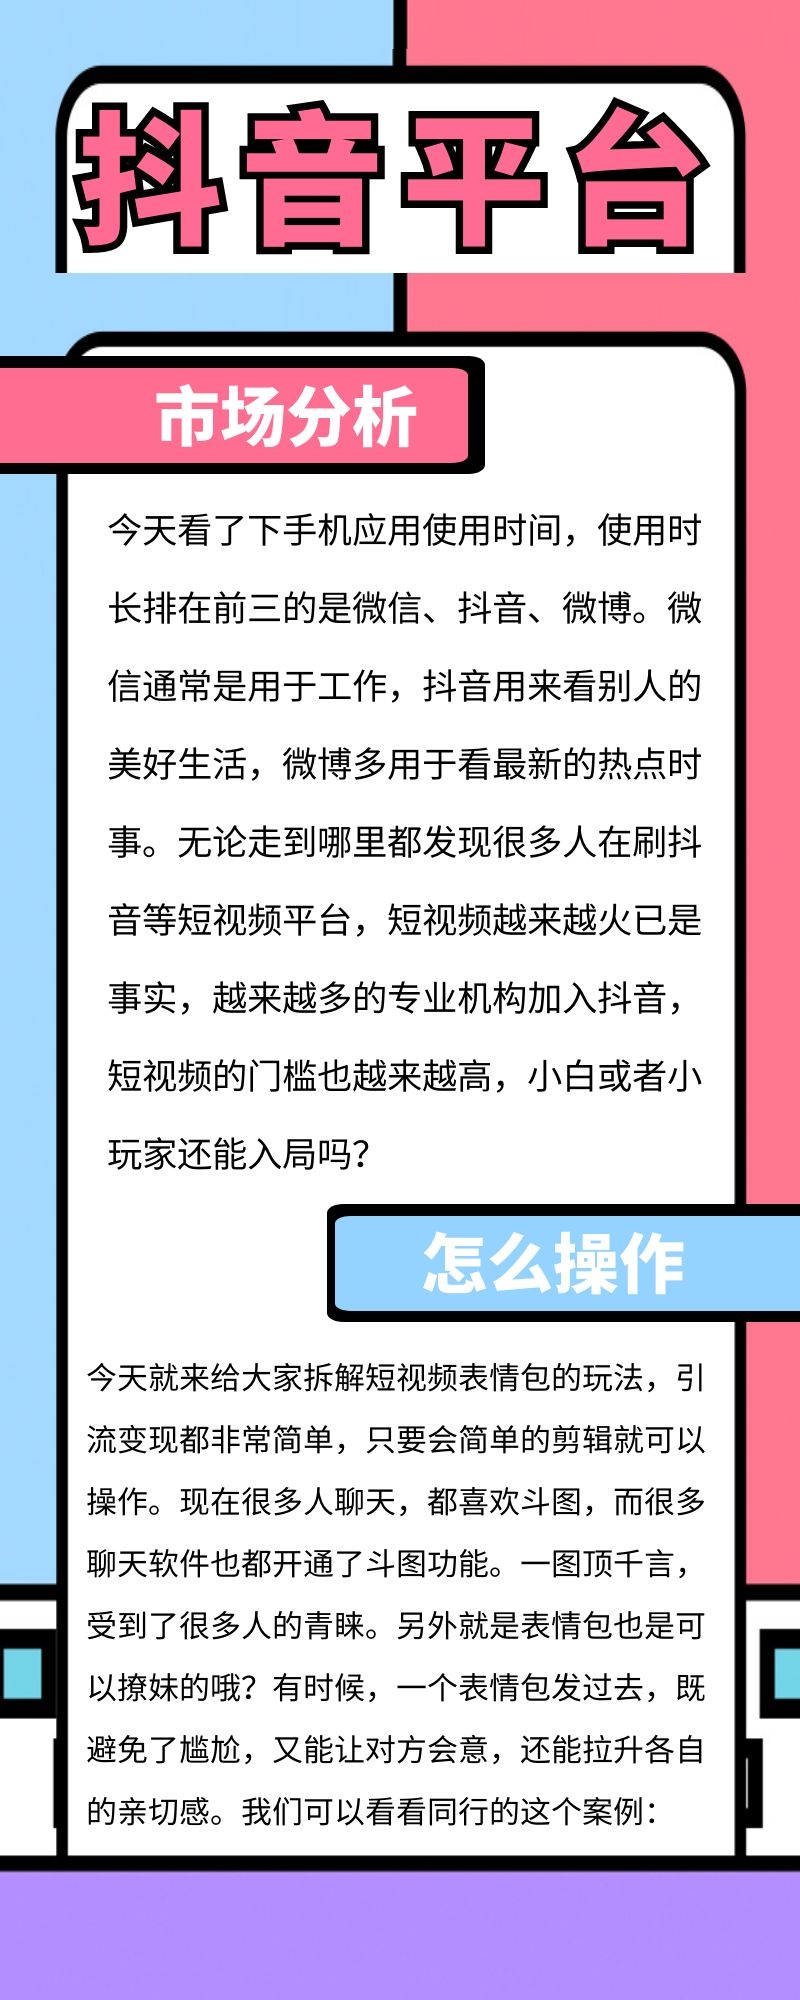 抖音平台
市场分析
今天看了下手机应用使用时间，使用时
长排在前三的是微信、抖音、微博。微
信通常是用于工作，抖音用来看别人的
美好生活，微博多用于看最新的热点时
事。无论走到哪里都发现很多人在刷抖
音等短视频平台，短视频越来越火已是
事实，越来越多的专业机构加入抖音，
短视频的门槛也越来越高，小白或者小
玩家还能入局吗？
怎么操作
今天就来给大家拆解短视频表情包的玩法，引
流变现都非常简单，只要会简单的剪辑就可以
操作。现在很多人聊天，都喜欢斗图，而很多
聊天软件也都开通了斗图功能。一图顶千言，
受到了很多人的青睐。另外就是表情包也是可
以撩妹的哦？有时候，一个表情包发过去，既
避免了尴尬，又能让对方会意，还能拉升各自
的亲切感。我们可以看看同行的这个案例：